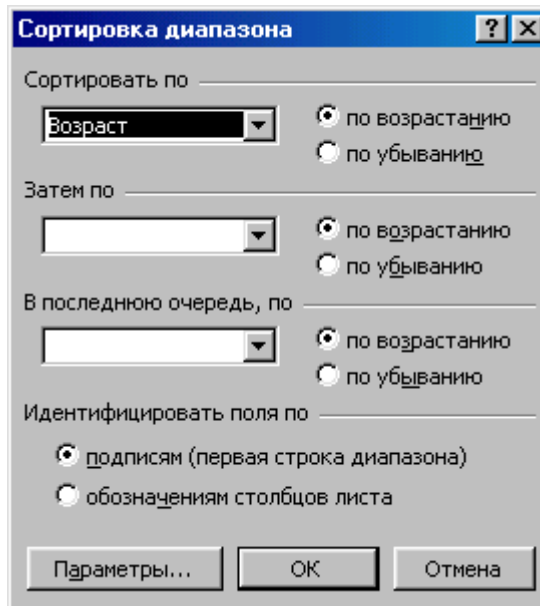 Сортировка диапазона
Сортировать по
Возраст
по возрастанию
по убыванию
Затем по
по возрастанию
по убыванию
В последнюю очередь, по
по возрастанию
по убыванию
Идентифицировать поля по
подписям (первая строка диапазона)
обозначениям столбцов листа
Параметры... ОК Отмена